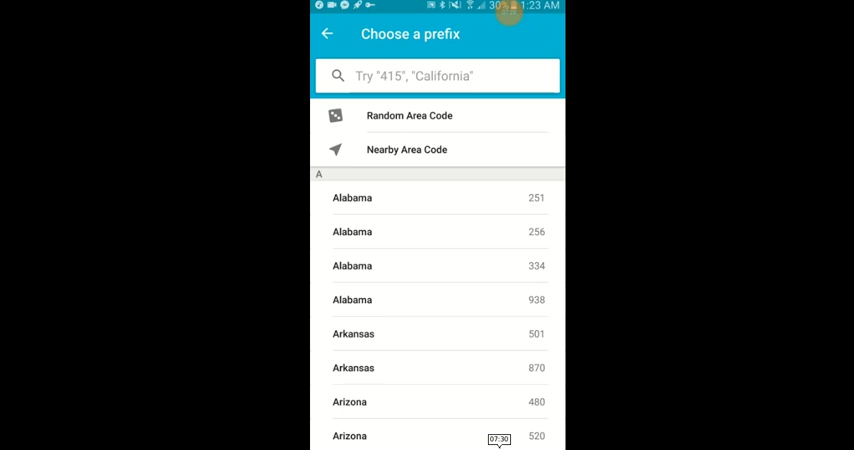 30% 1:23 AM
Choose a prefix
Try "415", "California"
Random Area Code
Nearby Area Code
A
Alabama 251
Alabama 256
Alabama 334
Alabama 938
Arkansas 501
Arkansas 870
Arizona 480
Arizona 520
07:30